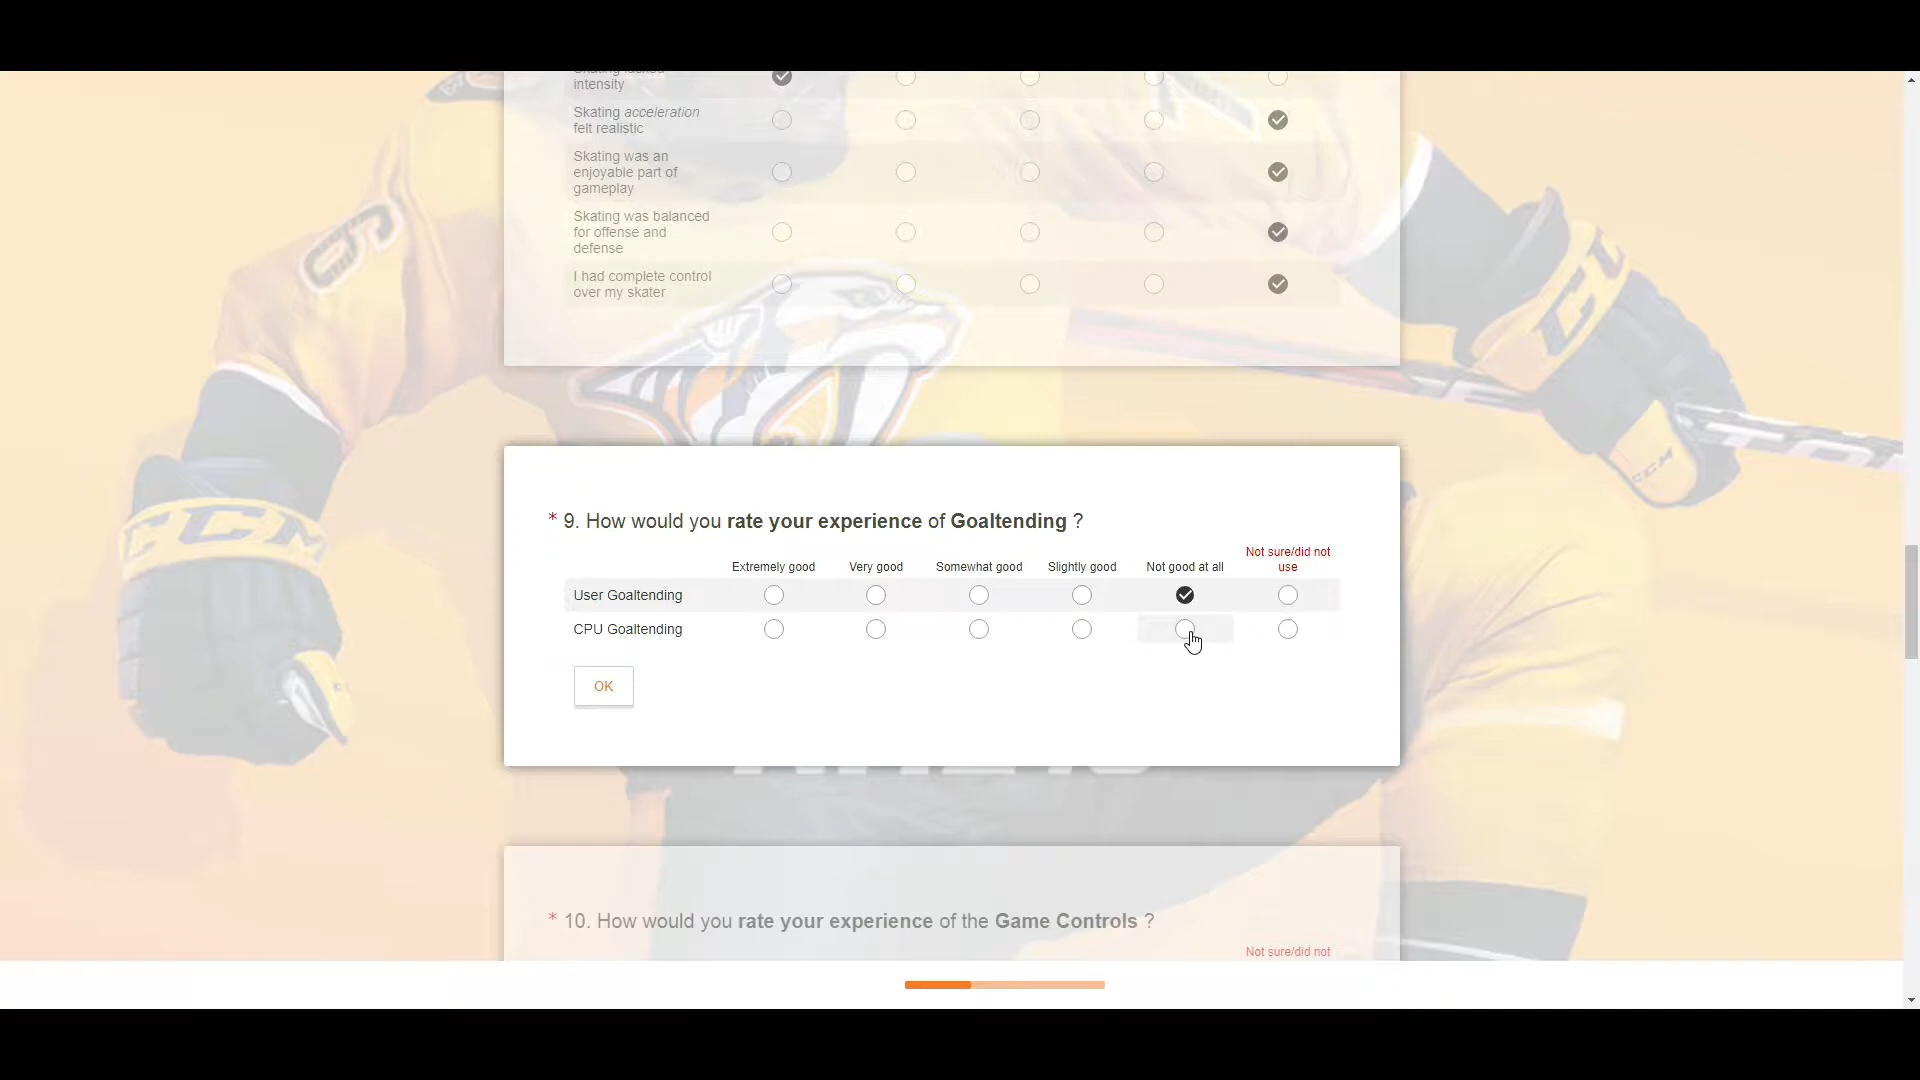 intensity
Skating acceleration
felt realistic
Skating was an
enjoyable part of
gameplay
Skating was balanced
for offense and
defense
I had complete control
over my skater
* 9. How would you rate your experience of Goaltending ?
Not sure/did not
Extremely good Very good Somewhat good Slightly good Not good at all use
User Goaltending
CPU Goaltending
OK
* 10. How would you rate your experience of the Game Controls ?
Not sure/did not
CCM
CCM